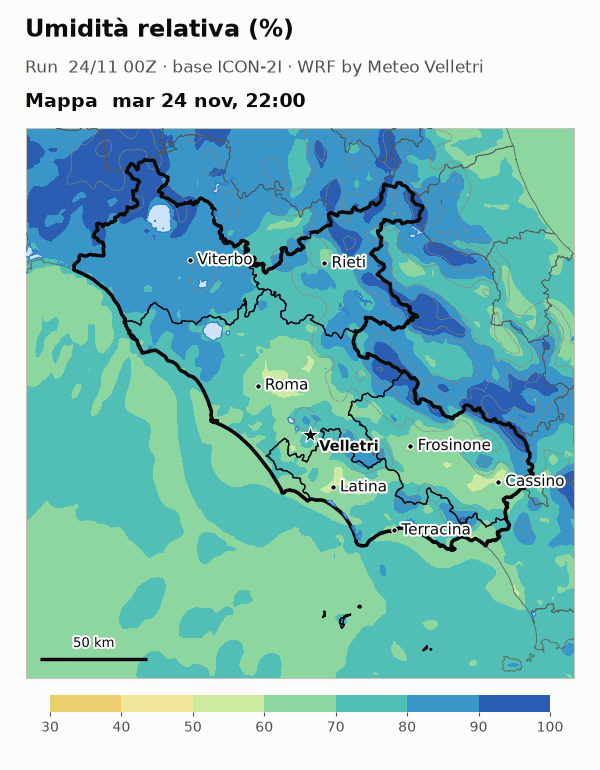 Umidità relativa (%)
Run 24/11 00Z · base ICON-2I · WRF by Meteo Velletri
Mappa mar 24 nov, 22:00
Viterbo
Rieti
Roma
Velletri
Frosinone
Cassino
Latina
Terracina
50 km
30 40 50 60 70 80 90 100